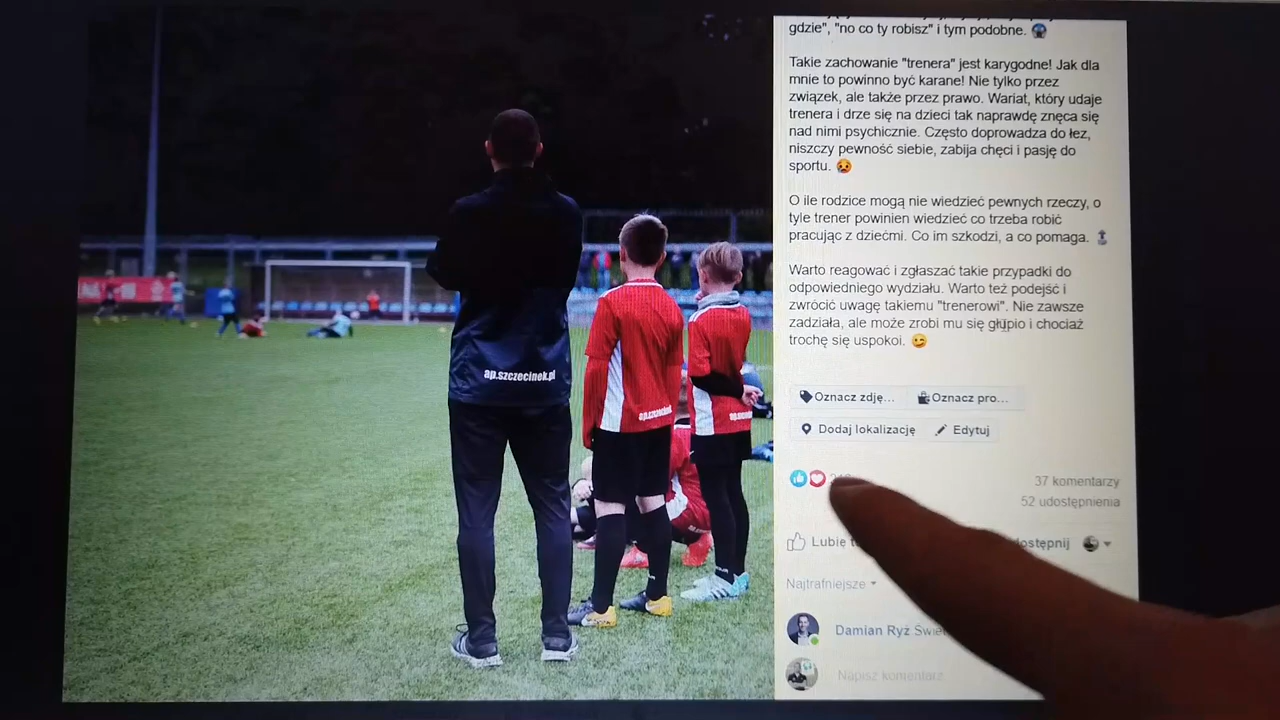 gdzie", "no co ty robisz" i tym podobne.
Takie zachowanie "trenera" jest karygodne! Jak dla
mnie to powinno być karane! Nie tylko przez
związek, ale także przez prawo. Wariat, który udaje
trenera i drze się na dzieci tak naprawdę znęca się
nad nimi psychicznie. Często doprowadza do łez,
niszczy pewność siebie, zabija chęci i pasję do
sportu.
O ile rodzice mogą nie wiedzieć pewnych rzeczy, o
tyle trener powinien wiedzieć co trzeba robić
pracując z dziećmi. Co im szkodzi, a co pomaga.
Warto reagować i zgłaszać takie przypadki do
odpowiedniego wydziału. Warto też podejść i
zwrócić uwagę takiemu "trenerowi". Nie zawsze
zadziała, ale może zrobi mu się głupio i chociaż
trochę się uspokoi.
Oznacz zdję... Oznacz pro...
Dodaj lokalizację Edytuj
37 komentarzy
52 udostępnienia
Lubię
Najtrafniejsze
Damian Ryż
Napisz komentarz
ap.szczecinek.pl